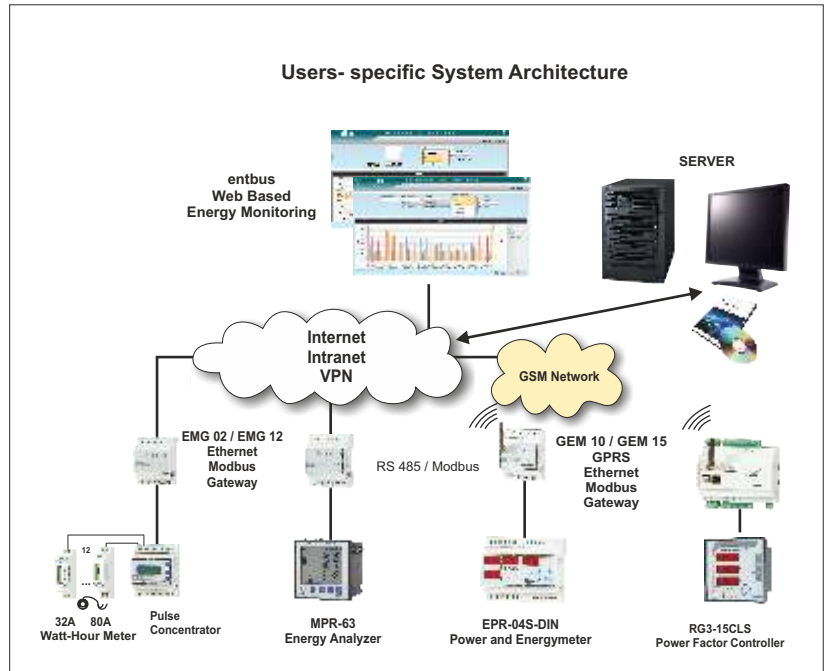 Users- specific System Architecture
entbus
Web Based
Energy Monitoring
SERVER
Internet
Intranet
VPN
GSM Network
EMG 02 / EMG 12
Ethernet
Modbus
Gateway
RS 485 / Modbus
GEM 10 / GEM 15
GPRS
Ethernet
Modbus
Gateway
12
...
32A 80A
Watt-Hour Meter
Pulse
Concentrator
MPR-63
Energy Analyzer
EPR-04S-DIN
Power and Energymeter
RG3-15CLS
Power Factor Controller